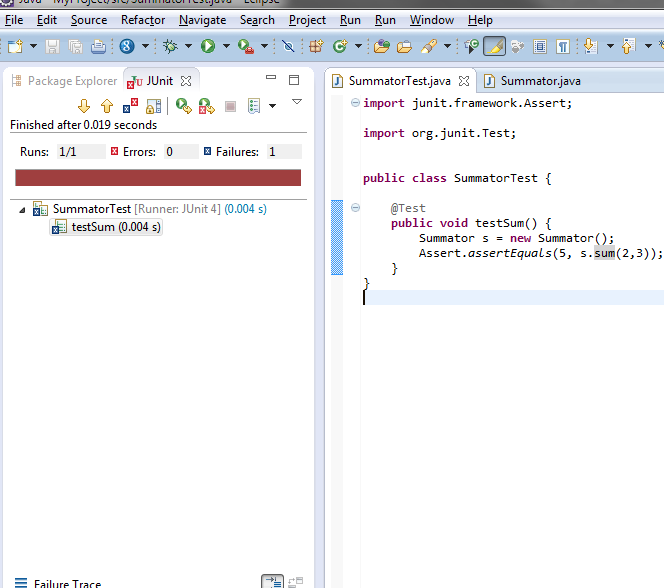 Java - MyProject/src/SummatorTest.java - Eclipse
File Edit Source Refactor Navigate Search Project Run Run Window Help
Package Explorer JUnit
SummatorTest.java Summator.java
Finished after 0.019 seconds
Runs: 1/1 Errors: 0 Failures: 1
SummatorTest [Runner: JUnit 4] (0.004 s)
testSum (0.004 s)
import junit.framework.Assert;
import org.junit.Test;
public class SummatorTest {
@Test
public void testSum() {
Summator s = new Summator();
Assert.assertEquals(5, s.sum(2,3));
}
}
Failure Trace